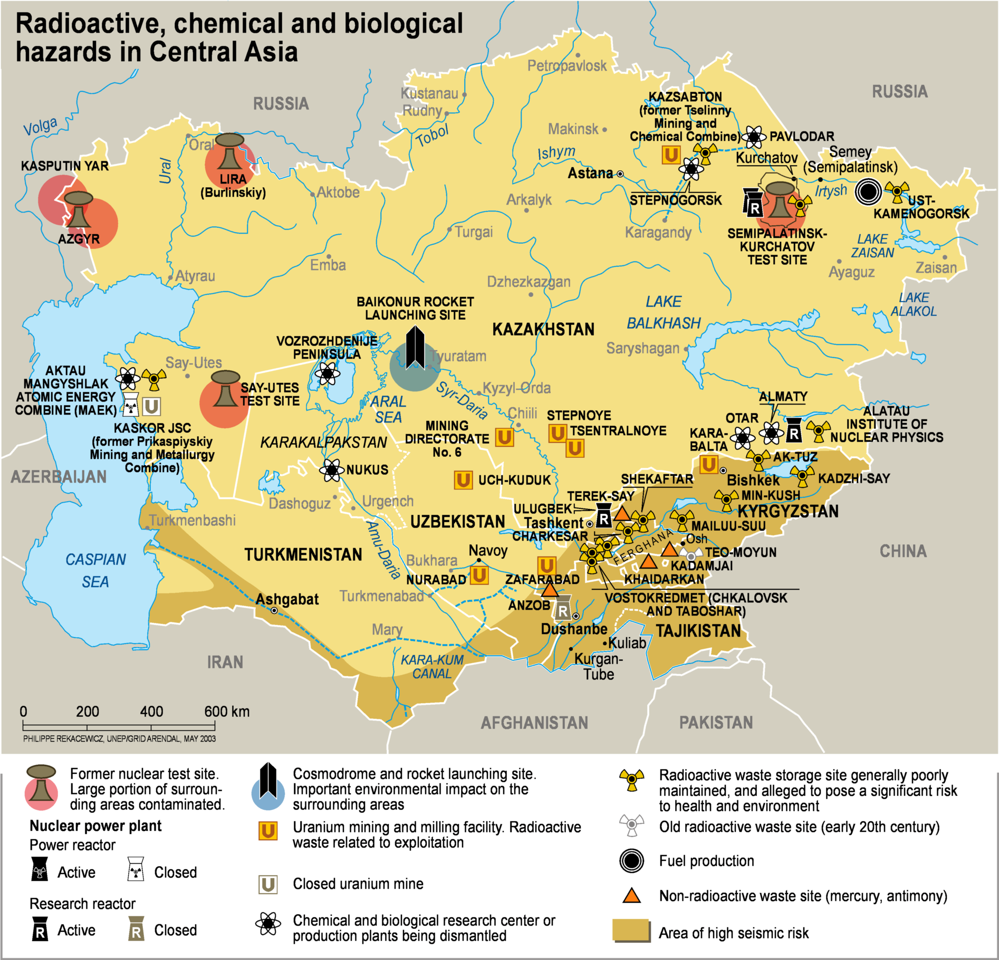 Radioactive, chemical and biological
hazards in Central Asia
RUSSIA
RUSSIA
Volga
Petropavlosk
Kustanau
Rudny
Tobol
Makinsk
Ishym
Astana
Oral
Ural
KASPUTIN YAR
AZGYR
LIRA
(Burlinskiy)
Aktobe
Arkalyk
Turgai
Emba
Atyrau
KAZSABTON
(former Tselinny
Mining and
Chemical Combine)
U
PAVLODAR
Kurchatov
Semey
(Semipalatinsk)
Irtysh
STEPNOGORSK
Karagandy
R
SEMIPALATINSK-
KURCHATOV
TEST SITE
UST-
KAMENOGORSK
LAKE
ZAISAN
Zaisan
Ayaguz
Dzhezkazgan
LAKE
BALKHASH
LAKE
ALAKOL
BAIKONUR ROCKET
LAUNCHING SITE
KAZAKHSTAN
Saryshagan
VOZROZHDENIJE
PENINSULA
Tyuratam
Say-Utes
AKTAU
MANGYSHLAK
ATOMIC ENERGY
COMBINE (MAEK)
U
SAY-UTES
TEST SITE
KASKOR JSC
(former Prikaspiyskiy
Mining and Metallurgy
Combine)
ARAL
SEA
Syr-Daria
Kyzyl-Orda
Chiili
MINING
DIRECTORATE
No. 6
U
STEPNOYE
U
TSENTRALNOYE
U
KARAKALPAKSTAN
NUKUS
U
UCH-KUDUK
ALMATY
OTAR
R
ALATAU
INSTITUTE OF
NUCLEAR PHYSICS
KARA-
BALTA
U
AK-TUZ
Bishkek
KADZHI-SAY
MIN-KUSH
KYRGYZSTAN
SHEKAFTAR
TEREK-SAY
ULUGBEK
R
Tashkent
CHARKESAR
MAILUU-SUU
FERGHANA
Osh
TEO-MOYUN
KADAMJAI
KHAIDARKAN
CHINA
AZERBAIJAN
Dashoguz
Urgench
UZBEKISTAN
Turkmenbashi
CASPIAN
SEA
TURKMENISTAN
Amu-Daria
Bukhara
Navoy
NURABAD
U
U
ZAFARABAD
Turkmenabad
ANZOB
R
VOSTOKREDMET (CHKALOVSK
AND TABOSHAR)
Ashgabat
Mary
Dushanbe
TAJIKISTAN
Kuliab
Kurgan-
Tube
IRAN
KARA-KUM
CANAL
AFGHANISTAN
PAKISTAN
0 200 400 600 km
PHILIPPE REKACEWICZ, UNEP/GRID ARENDAL, MAY 2003
Former nuclear test site.
Large portion of surroun-
ding areas contaminated.
Nuclear power plant
Power reactor
Active
Closed
Research reactor
R
Active
R
Closed
Cosmodrome and rocket launching site.
Important environmental impact on the
surrounding areas
U
Uranium mining and milling facility. Radioactive
waste related to exploitation
U
Closed uranium mine
Chemical and biological research center or
production plants being dismantled
Radioactive waste storage site generally poorly
maintained, and alleged to pose a significant risk
to health and environment
Old radioactive waste site (early 20th century)
Fuel production
Non-radioactive waste site (mercury, antimony)
Area of high seismic risk